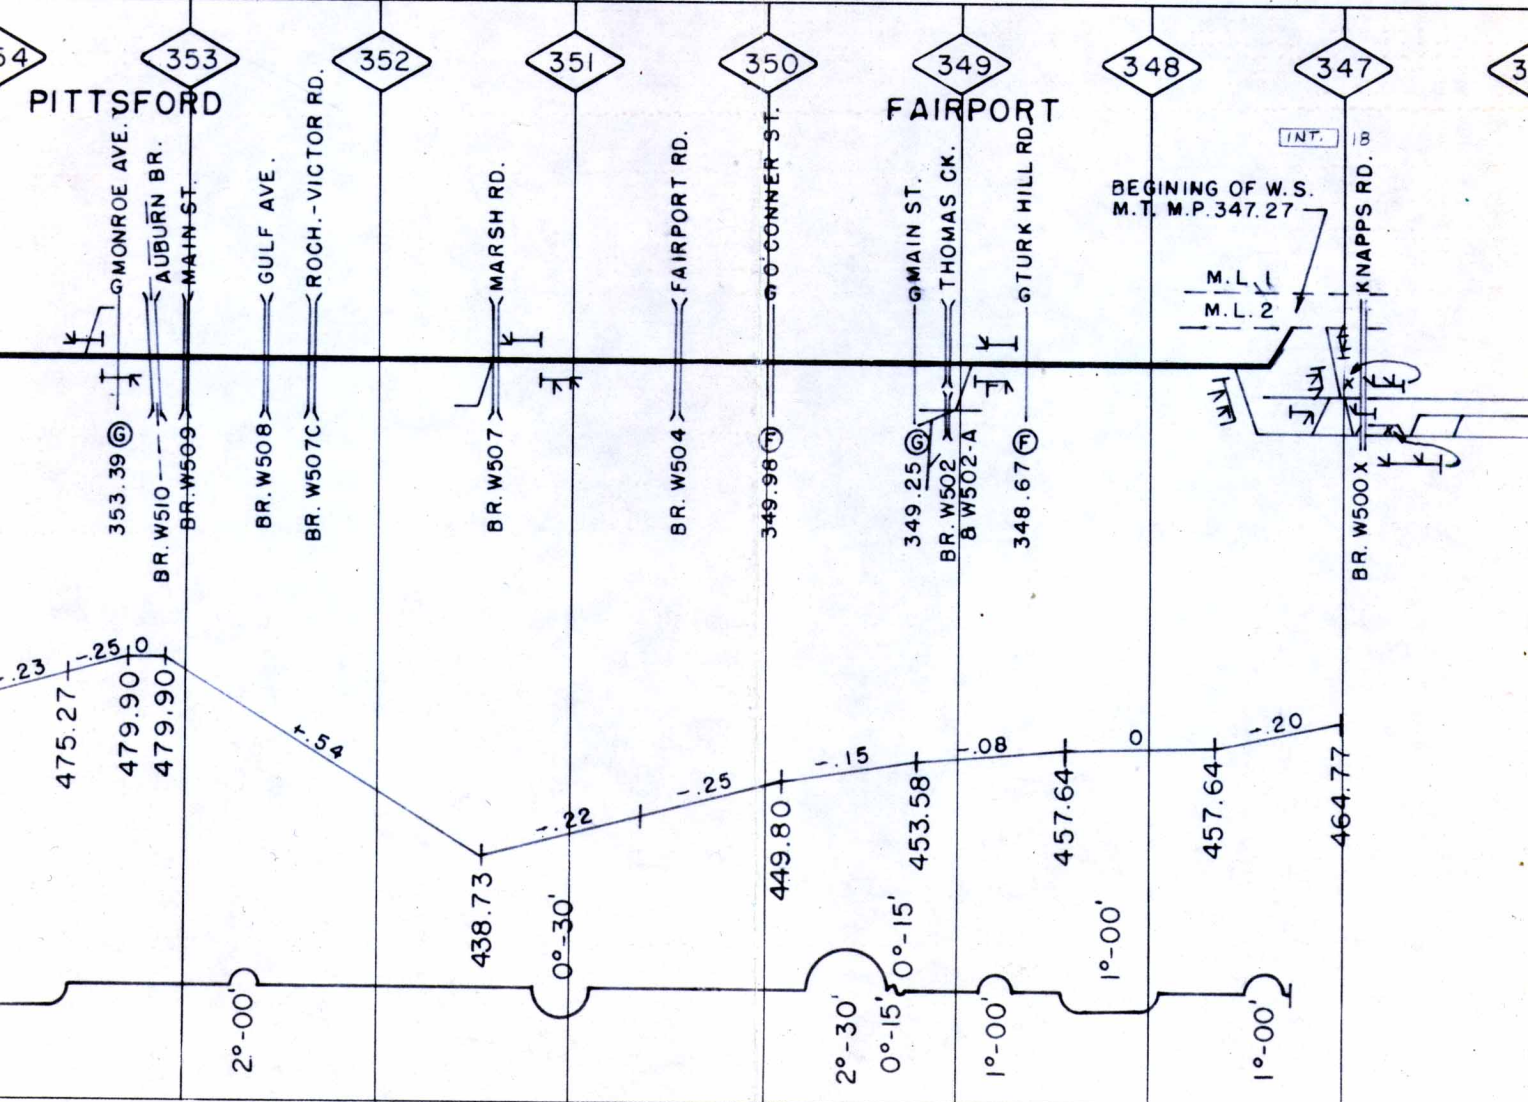 54
353
352
351
350
349
348
347
3
PITTSFORD
FAIRPORT
INT. 18
BEGINING OF W.S.
M.T. M.P. 347.27
M.L. 1
M.L. 2
G MONROE AVE.
AUBURN BR.
MAIN ST.
GULF AVE.
ROCH.-VICTOR RD.
MARSH RD.
FAIRPORT RD.
G O'CONNER ST.
G MAIN ST.
THOMAS CK.
G TURK HILL RD.
KNAPPS RD.
353.39 G
BR. W510
BR. W509
BR. W508
BR. W507C
BR. W507
BR. W504
349.98 F
349.25 G
BR. W502
& W502-A
348.67 F
BR. W500X
-.23
-.25
0
+.54
-.22
-.25
-.15
-.08
0
-.20
475.27
479.90
479.90
438.73
449.80
453.58
457.64
457.64
464.77
2°-00'
0°-30'
2°-30'
0°-15'
0°-15'
1°-00'
1°-00'
1°-00'